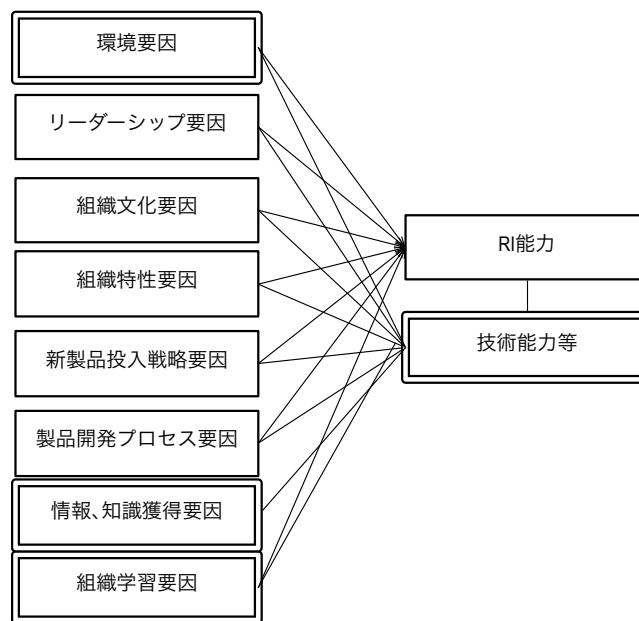 環境要因
リーダーシップ要因
組織文化要因
組織特性要因
新製品投入戦略要因
製品開発プロセス要因
情報、知識獲得要因
組織学習要因
RI能力
技術能力等